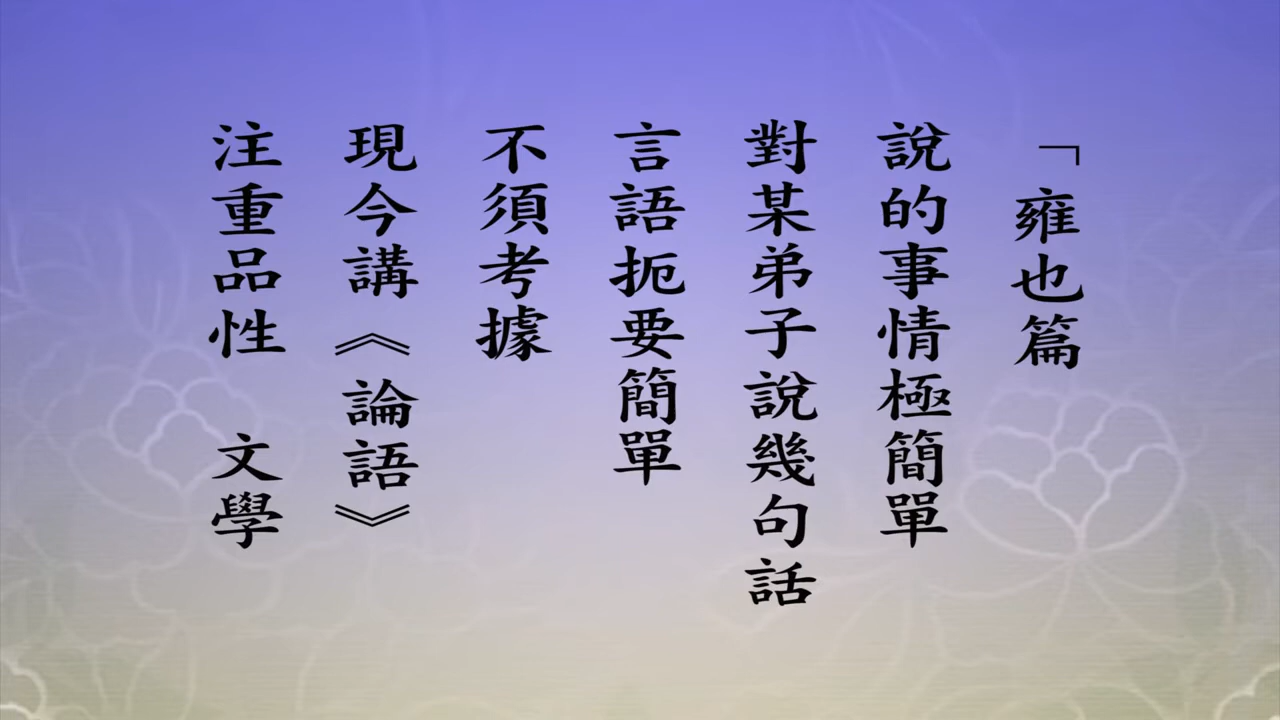 「雍也篇
說的事情極簡單
對某弟子說幾句話
言語扼要簡單
不須考據
現今講《論語》
注重品性　文學